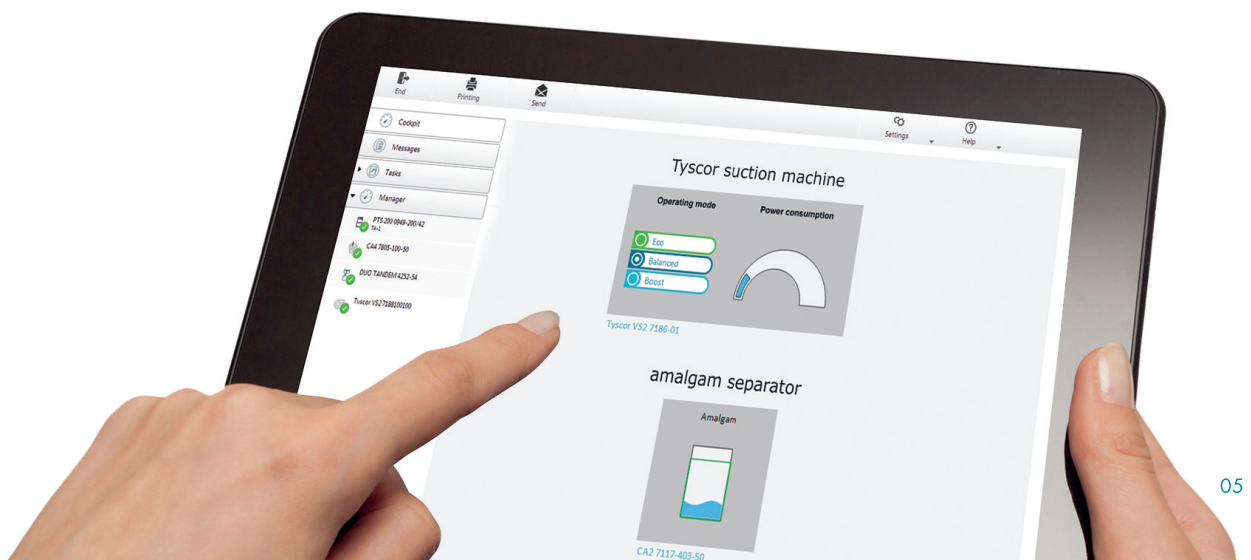 End
Printing
Send
Settings
Help
Cockpit
Messages
Tasks
Manager
PTS 200 0949-200/42
TA-1
CA4 7805-100-50
DUO TANDEM 4252-54
Tyscor VS2 7188100100
Tyscor suction machine
Operating mode
Power consumption
Eco
Balanced
Boost
Tyscor VS2 7186-01
amalgam separator
Amalgam
CA2 7117-403-50
05